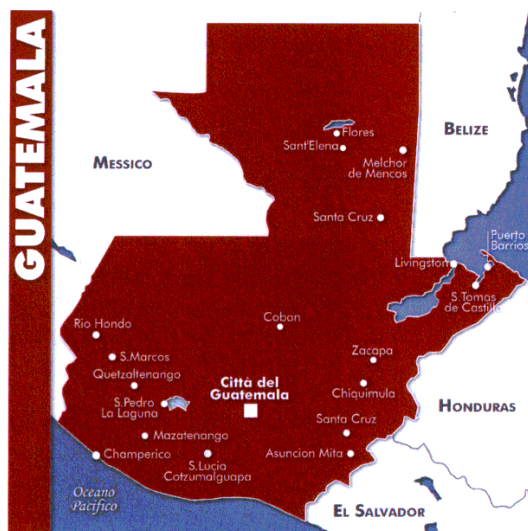 GUATEMALA
MESSICO
BELIZE
Flores
Sant'Elena
Melchor
de Mencos
Santa Cruz
Puerto
Barrios
Livingston
S. Tomas
de Castilla
Rio Hondo
Coban
S.Marcos
Zacapa
Quetzaltenango
Città del
Guatemala
Chiquimula
S.Pedro
La Laguna
HONDURAS
Santa Cruz
Mazatenango
Champerico
S.Lucia
Cotzumalguapa
Asuncion Mita
Oceano
Pacifico
EL SALVADOR